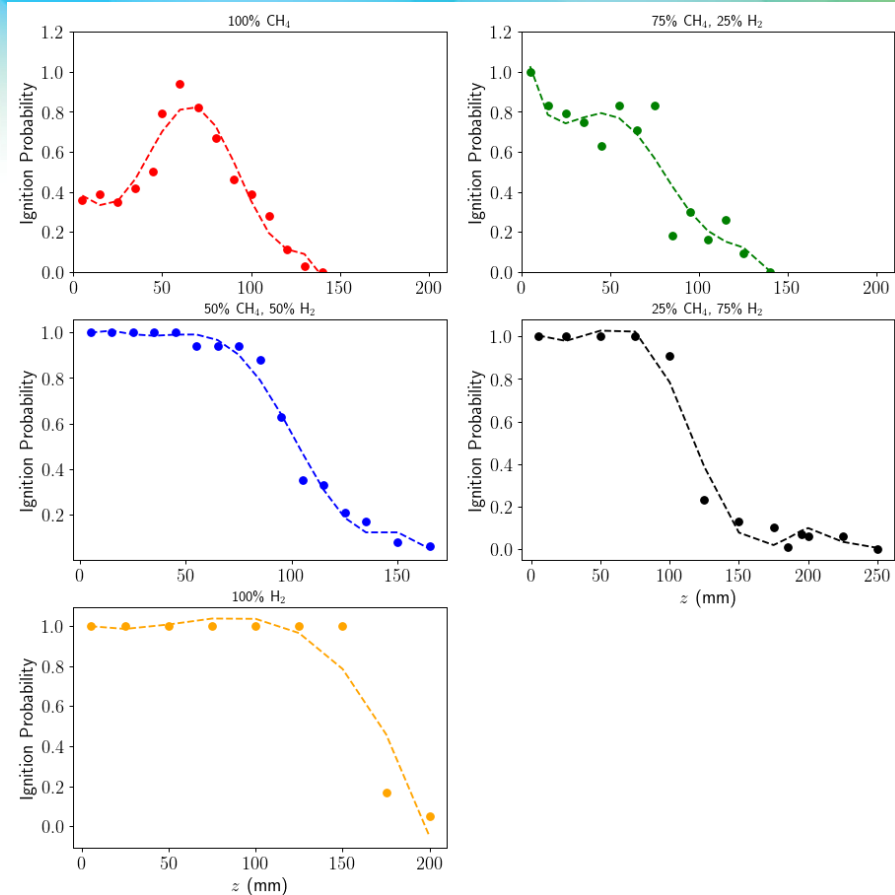 100% CH₄
Ignition Probability
1.2
1.0
0.8
0.6
0.4
0.2
0.0
0 50 100 150 200
75% CH₄, 25% H₂
Ignition Probability
1.2
1.0
0.8
0.6
0.4
0.2
0.0
0 50 100 150 200
50% CH₄, 50% H₂
Ignition Probability
1.0
0.8
0.6
0.4
0.2
0 50 100 150
25% CH₄, 75% H₂
Ignition Probability
1.0
0.8
0.6
0.4
0.2
0.0
0 50 100 150 200 250
z (mm)
100% H₂
Ignition Probability
1.0
0.8
0.6
0.4
0.2
0.0
0 50 100 150 200
z (mm)